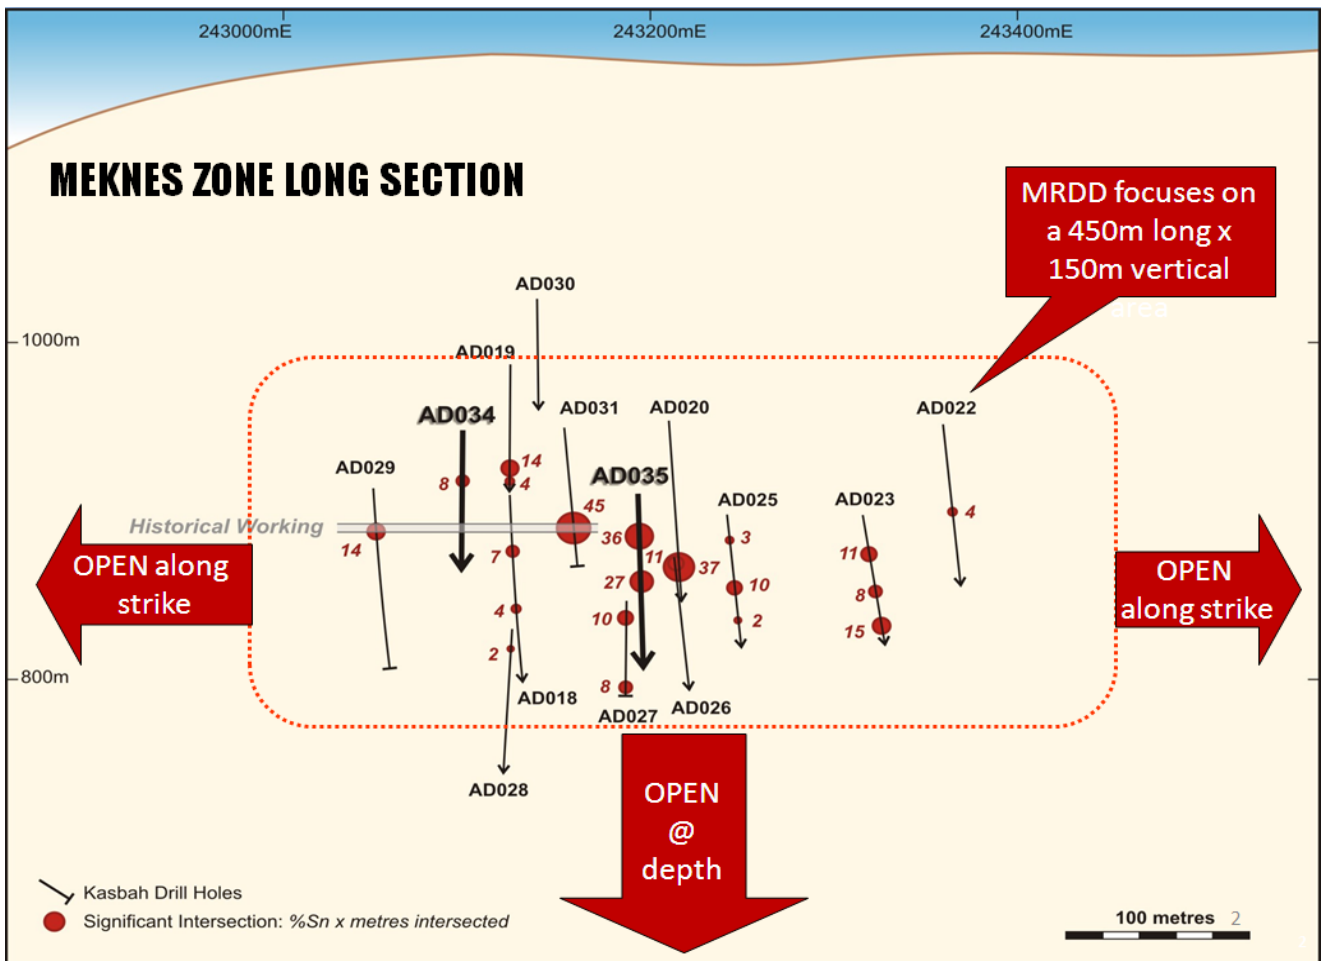 243000mE
243200mE
243400mE
MEKNES ZONE LONG SECTION
MRDD focuses on
a 450m long x
150m vertical
area
AD030
1000m
AD019
AD034
AD031
AD020
AD022
AD029
14
8
4
AD035
AD025
AD023
45
4
Historical Working
36
3
14
7
11
37
11
OPEN along
strike
27
10
8
OPEN
along strike
4
10
2
15
2
800m
8
AD018
AD027
AD026
AD028
OPEN
@
depth
Kasbah Drill Holes
Significant Intersection: %Sn x metres intersected
100 metres
2